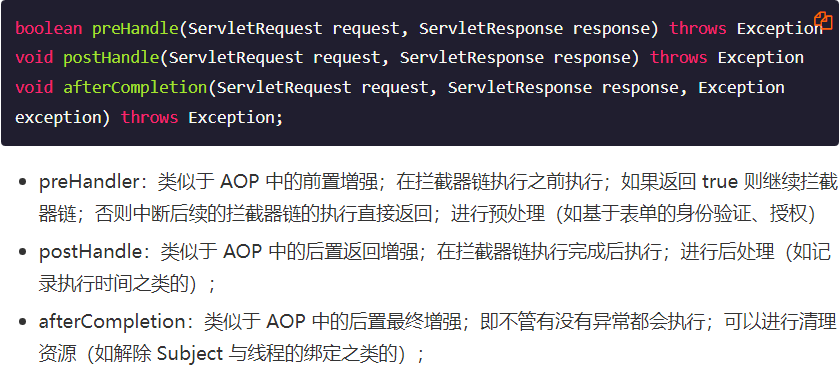 boolean preHandle(ServletRequest request, ServletResponse response) throws Exception
void postHandle(ServletRequest request, ServletResponse response) throws Exception
void afterCompletion(ServletRequest request, ServletResponse response, Exception
exception) throws Exception;
• preHandler：类似于 AOP 中的前置增强；在拦截器链执行之前执行；如果返回 true 则继续拦截
器链；否则中断后续的拦截器链的执行直接返回；进行预处理（如基于表单的身份验证、授权）
• postHandle：类似于 AOP 中的后置返回增强；在拦截器链执行完成后执行；进行后处理（如记
录执行时间之类的）；
• afterCompletion：类似于 AOP 中的后置最终增强；即不管有没有异常都会执行；可以进行清理
资源（如解除 Subject 与线程的绑定之类的）；